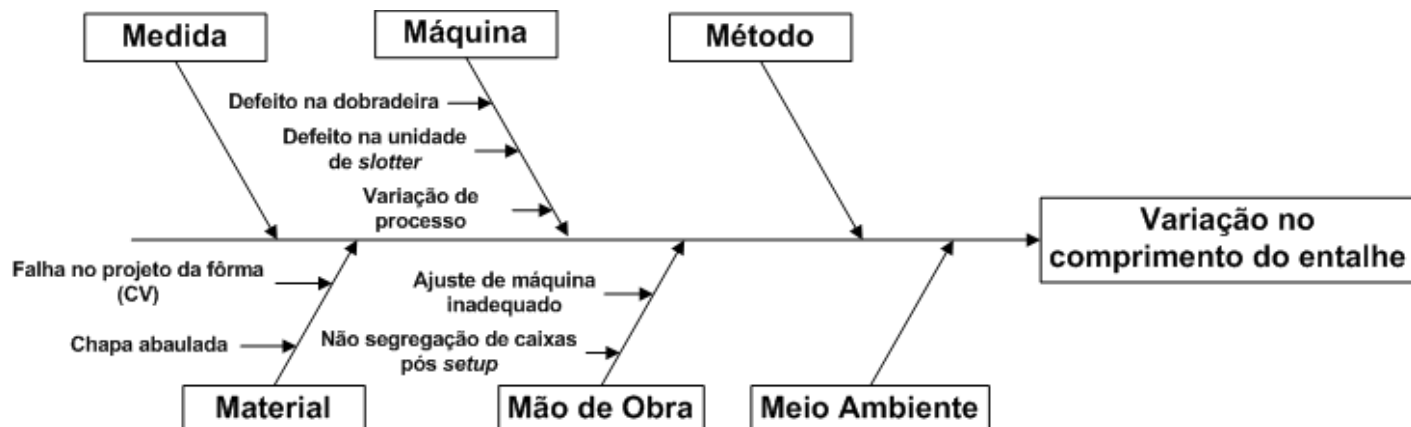 Medida
Máquina
Método
Defeito na dobradeira
Defeito na unidade
de slotter
Variação de
processo
Variação no
comprimento do entalhe
Falha no projeto da fôrma
(CV)
Chapa abaulada
Ajuste de máquina
inadequado
Não segregação de caixas
pós setup
Material
Mão de Obra
Meio Ambiente